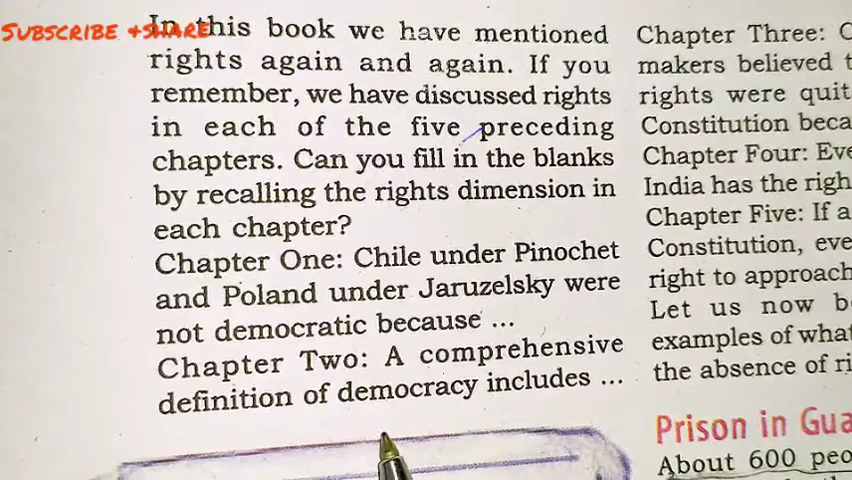 SUBSCRIBE + SHARE
In this book we have mentioned
rights again and again. If you
remember, we have discussed rights
in each of the five preceding
chapters. Can you fill in the blanks
by recalling the rights dimension in
each chapter?
Chapter One: Chile under Pinochet
and Poland under Jaruzelsky were
not democratic because ...
Chapter Two: A comprehensive
definition of democracy includes ...
Chapter Three: C
makers believed t
rights were quit
Constitution beca
Chapter Four: Eve
India has the righ
Chapter Five: If a
Constitution, eve
right to approach
Let us now b
examples of what
the absence of ri
Prison in Gua
About 600 peo